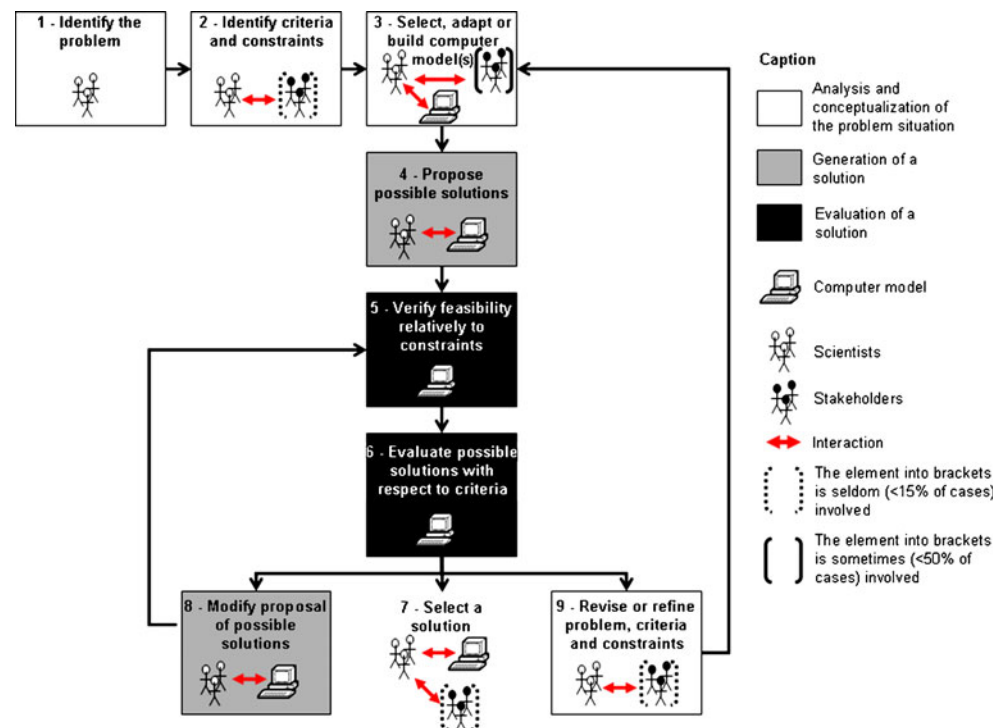 1 - Identify the
problem
2 - Identify criteria
and constraints
3 - Select, adapt or
build computer
model(s)
4 - Propose
possible solutions
5 - Verify feasibility
relatively to
constraints
6 - Evaluate possible
solutions with
respect to criteria
8 - Modify proposal
of possible
solutions
7 - Select a
solution
9 - Revise or refine
problem, criteria
and constraints
Caption
Analysis and
conceptualization of
the problem situation
Generation of a
solution
Evaluation of a
solution
Computer model
Scientists
Stakeholders
Interaction
The element into brackets
is seldom (<15% of cases)
involved
The element into brackets
is sometimes (<50% of
cases) involved